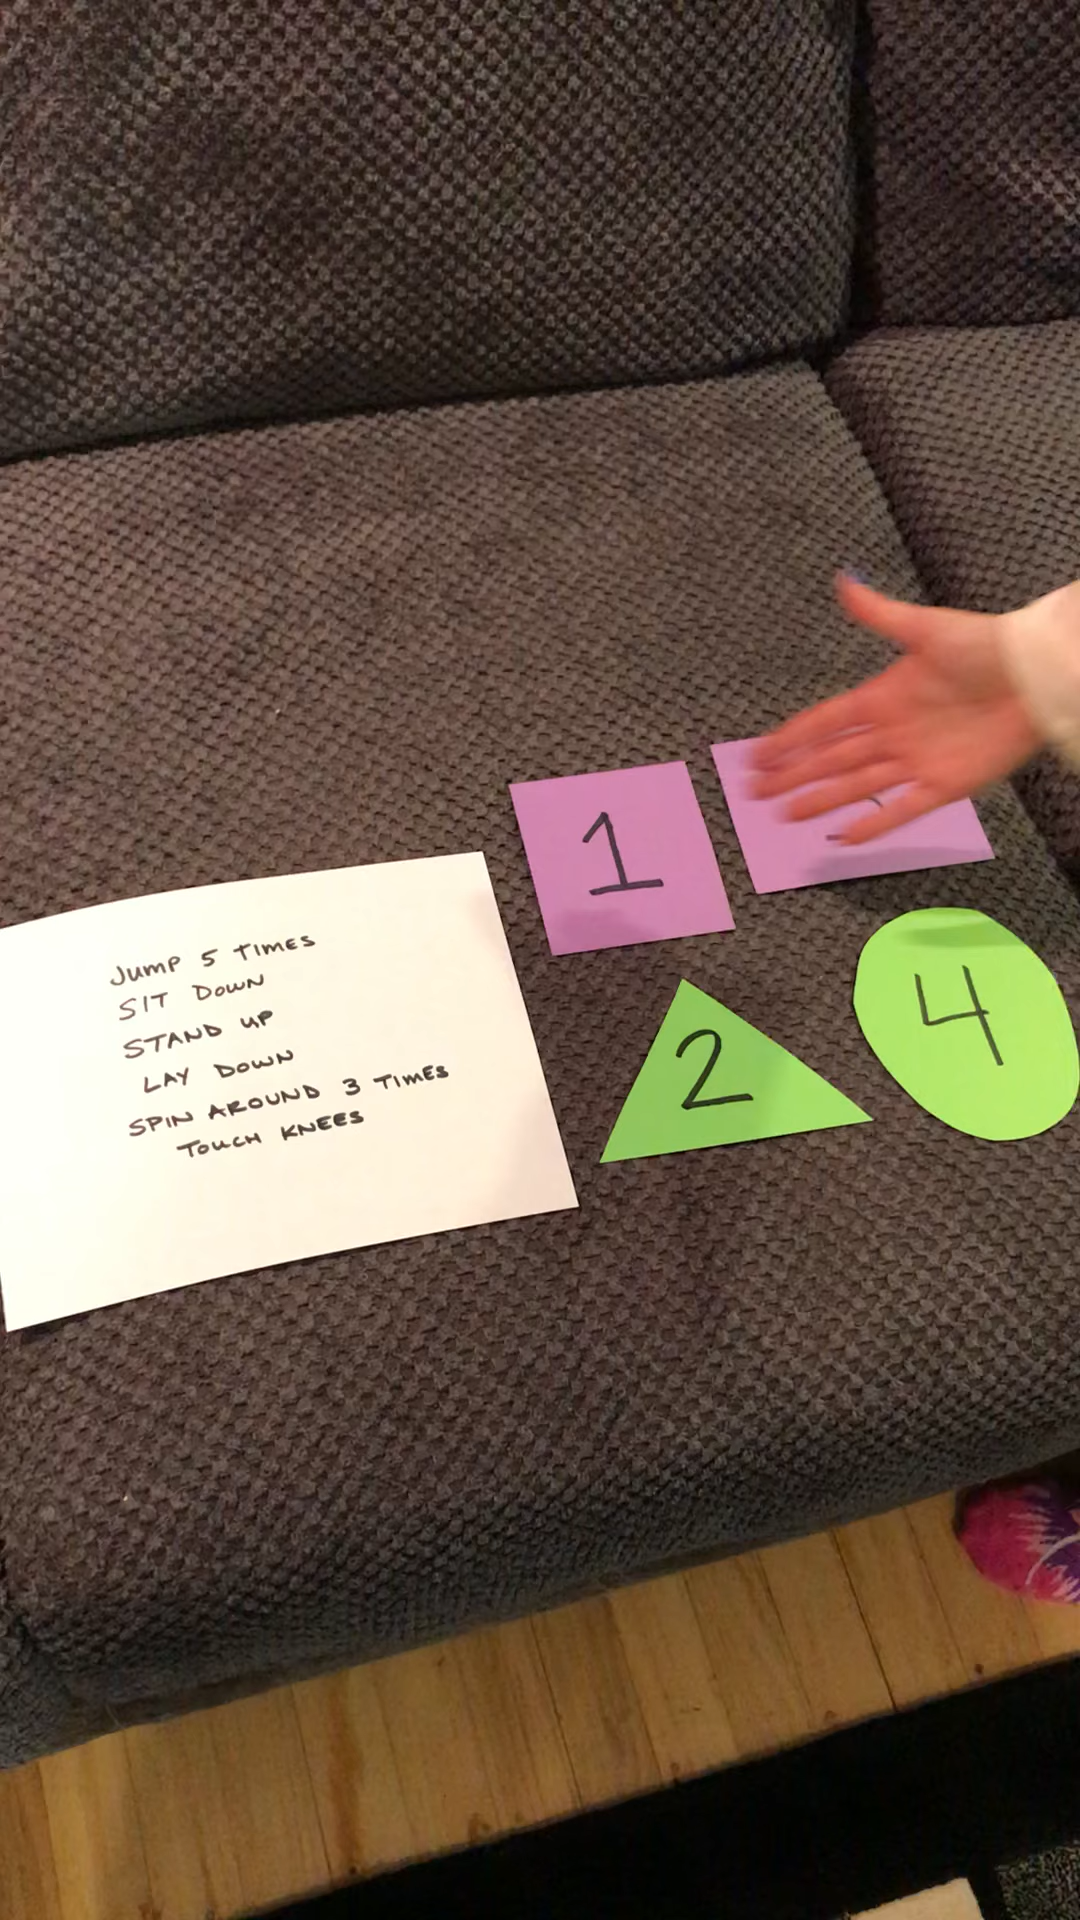 JUMP 5 TIMES
SIT DOWN
STAND UP
LAY DOWN
SPIN AROUND 3 TIMES
TOUCH KNEES
1
2
4